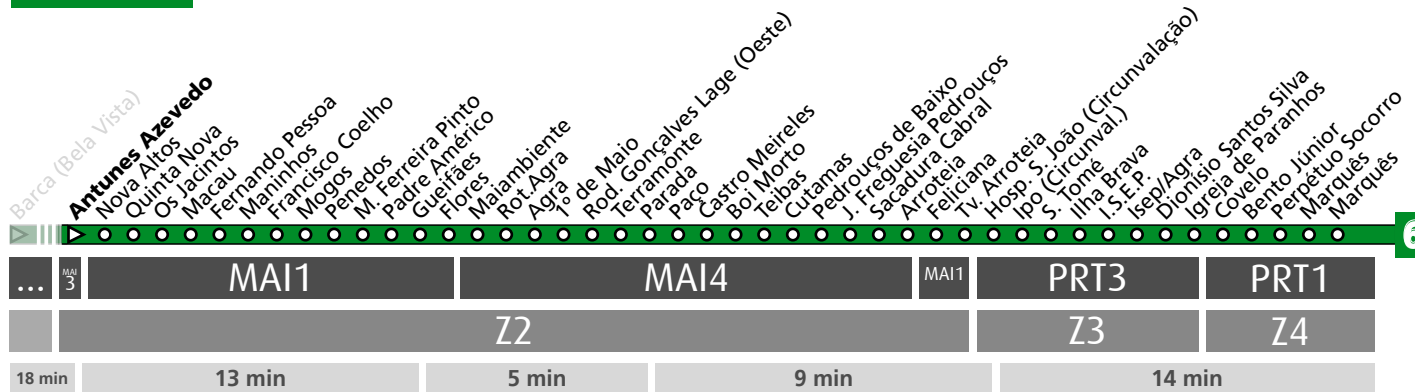 Barca (Bela Vista)
Antunes Azevedo
Nova Altos
Quinta Nova
Os Jacintos
Macau
Fernando Pessoa
Maninhos
Francisco Coelho
Mogos
Penedos
M. Ferreira Pinto
Padre Américo
Gueifães
Flores
Maiambiente
Rot.Agra
Agra
1º de Maio
Rod. Gonçalves Lage (Oeste)
Terramonte
Parada
Paço
Castro Meireles
Boi Morto
Teibas
Cutamas
Pedrouços de Baixo
J. Freguesia Pedrouços
Sacadura Cabral
Arroteia
Feliciana
Tv. Arroteia
Hosp. S. João (Circunvalação)
Ipo (Circunval.)
S. Tomé
Ilha Brava
I.S.E.P.
Isep/Agra
Dionísio Santos Silva
Igreja de Paranhos
Covelo
Bento Júnior
Perpétuo Socorro
Marquês
Marquês
... MAI 3 MAI1 MAI4 MAI1 PRT3 PRT1
Z2 Z3 Z4
18 min 13 min 5 min 9 min 14 min